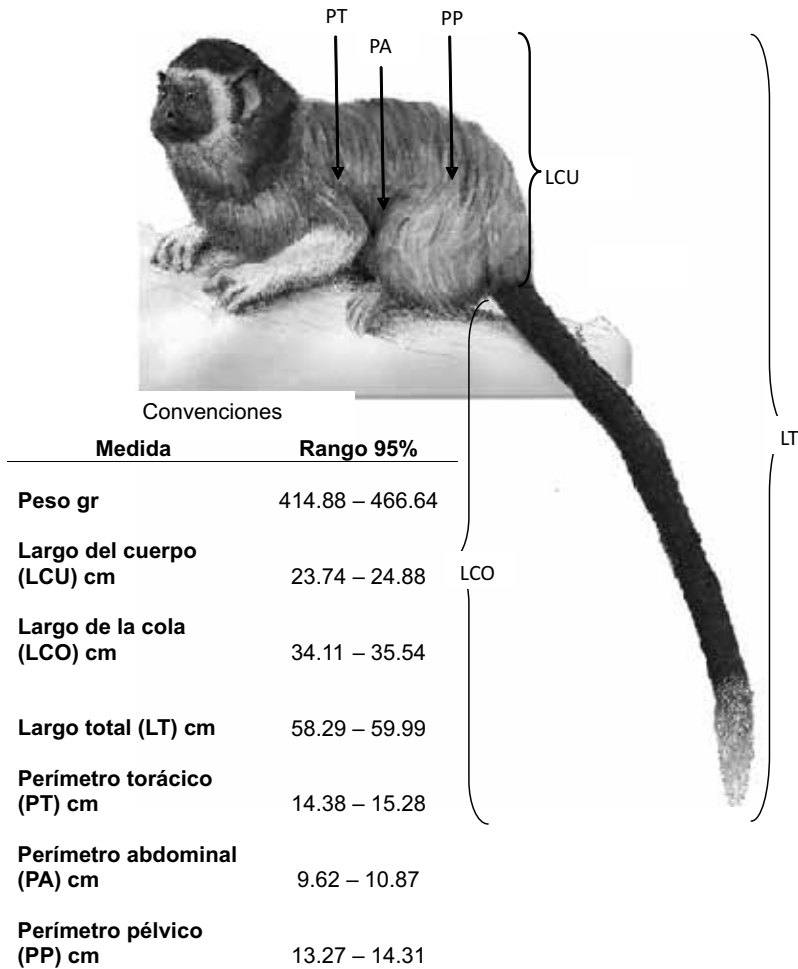 PT
PP
PA
LCU
LT
Convenciones
Medida Rango 95%
Peso gr 414.88 – 466.64
Largo del cuerpo
(LCU) cm 23.74 – 24.88
LCO
Largo de la cola
(LCO) cm 34.11 – 35.54
Largo total (LT) cm 58.29 – 59.99
Perímetro torácico
(PT) cm 14.38 – 15.28
Perímetro abdominal
(PA) cm 9.62 – 10.87
Perímetro pélvico
(PP) cm 13.27 – 14.31